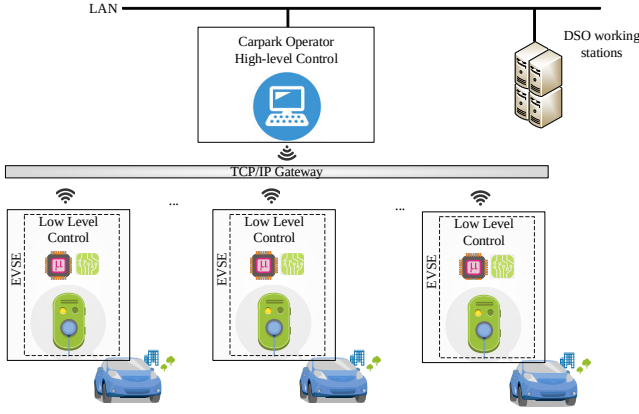 LAN
Carpark Operator
High-level Control
DSO working
stations
TCP/IP Gateway
...
...
EVSE
Low Level
Control
μ
EVSE
Low Level
Control
μ
EVSE
Low Level
Control
μ